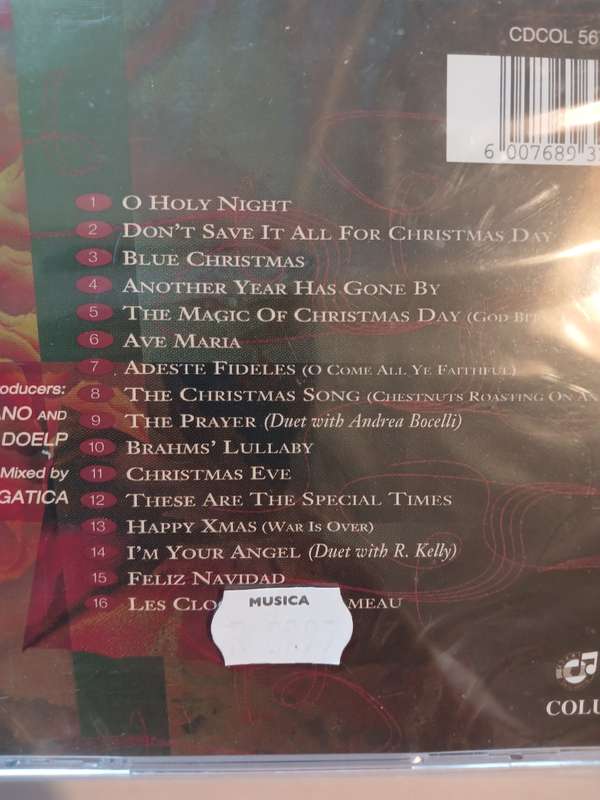 CDCOL 56
6 007689 3
1 O HOLY NIGHT
2 DON'T SAVE IT ALL FOR CHRISTMAS DAY
3 BLUE CHRISTMAS
4 ANOTHER YEAR HAS GONE BY
5 THE MAGIC OF CHRISTMAS DAY (GOD
6 AVE MARIA
7 ADESTE FIDELES (O COME ALL YE FAITHFUL)
8 THE CHRISTMAS SONG (CHESTNUTS ROASTING ON AN
9 THE PRAYER (Duet with Andrea Bocelli)
10 BRAHMS' LULLABY
11 CHRISTMAS EVE
12 THESE ARE THE SPECIAL TIMES
13 HAPPY XMAS (WAR IS OVER)
14 I'M YOUR ANGEL (Duet with R. Kelly)
15 FELIZ NAVIDAD
16 LES CLO MEAU
MUSICA
oducers:
NO AND
DOELP
Mixed by
GATICA
COLU